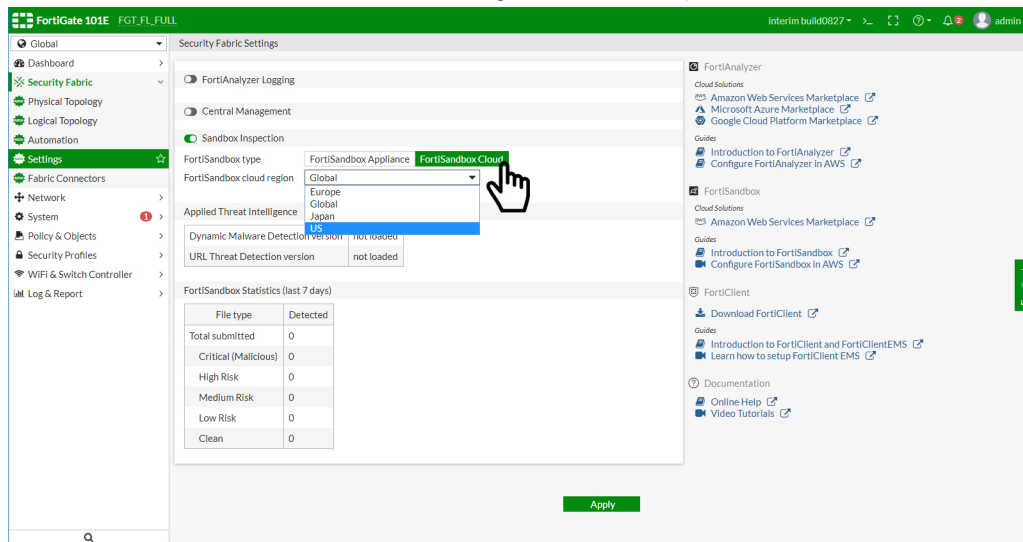 FortiGate 101E FGT_FL_FULL
interim build0827
2
admin
Global
Dashboard
Security Fabric
Physical Topology
Logical Topology
Automation
Settings
Fabric Connectors
Network
System 1
Policy & Objects
Security Profiles
WiFi & Switch Controller
Log & Report
Security Fabric Settings
FortiAnalyzer Logging
Central Management
Sandbox Inspection
FortiSandbox type FortiSandbox Appliance FortiSandbox Cloud
FortiSandbox cloud region Global
Europe
Global
Japan
US
Applied Threat Intelligence
Dynamic Malware Detection version not loaded
URL Threat Detection version not loaded
FortiSandbox Statistics (last 7 days)
File type Detected
Total submitted 0
Critical (Malicious) 0
High Risk 0
Medium Risk 0
Low Risk 0
Clean 0
Apply
FortiAnalyzer
Cloud Solutions
aws Amazon Web Services Marketplace
Microsoft Azure Marketplace
Google Cloud Platform Marketplace
Guides
Introduction to FortiAnalyzer
Configure FortiAnalyzer in AWS
FortiSandbox
Cloud Solutions
aws Amazon Web Services Marketplace
Guides
Introduction to FortiSandbox
Configure FortiSandbox in AWS
FortiClient
Download FortiClient
Guides
Introduction to FortiClient and FortiClientEMS
Learn how to setup FortiClient EMS
Documentation
Online Help
Video Tutorials